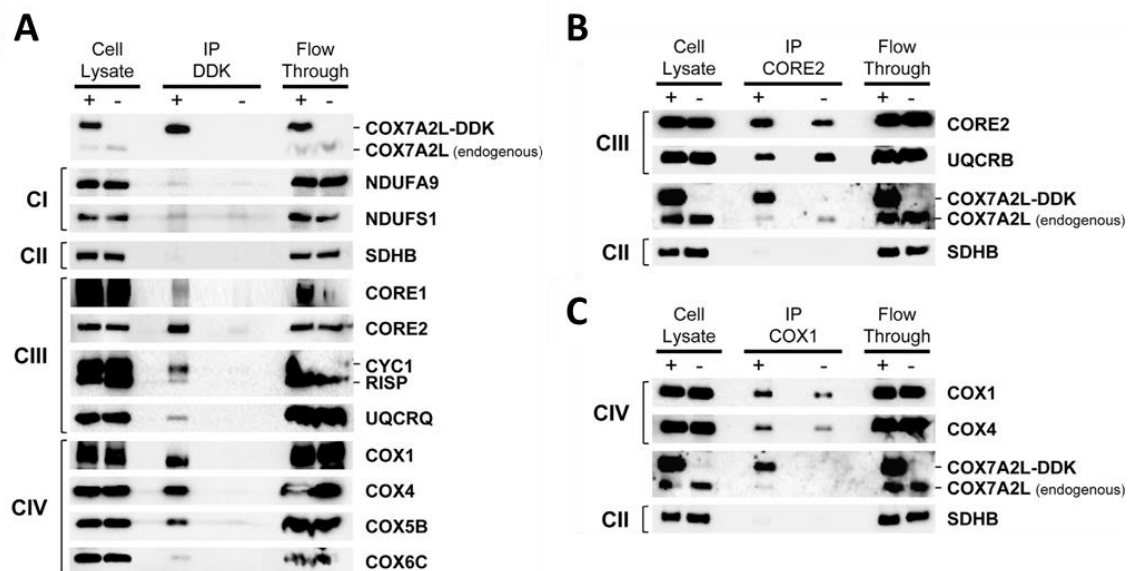 A
Cell
Lysate
IP
DDK
Flow
Through
+ - + - + -
COX7A2L-DDK
COX7A2L (endogenous)
CI
NDUFA9
NDUFS1
CII
SDHB
CIII
CORE1
CORE2
CYC1
RISP
UQCRQ
CIV
COX1
COX4
COX5B
COX6C
B
Cell
Lysate
IP
CORE2
Flow
Through
+ - + - + -
CIII
CORE2
UQCRB
COX7A2L-DDK
COX7A2L (endogenous)
CII
SDHB
C
Cell
Lysate
IP
COX1
Flow
Through
+ - + - + -
CIV
COX1
COX4
COX7A2L-DDK
COX7A2L (endogenous)
CII
SDHB